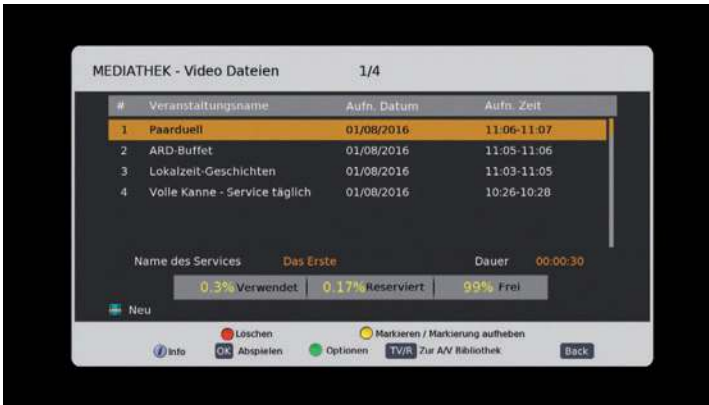 MEDIATHEK - Video Dateien 1/4
# Veranstaltungsname Aufn. Datum Aufn. Zeit
1 Paarduell 01/08/2016 11:06-11:07
2 ARD-Buffet 01/08/2016 11:05-11:06
3 Lokalzeit-Geschichten 01/08/2016 11:03-11:05
4 Volle Kanne - Service täglich 01/08/2016 10:26-10:28
Name des Services Das Erste Dauer 00:00:30
0.3% Verwendet 0.17% Reserviert 99% Frei
Neu
Löschen Markieren / Markierung aufheben
i Info OK Abspielen Optionen TV/R Zur A/V Bibliothek Back